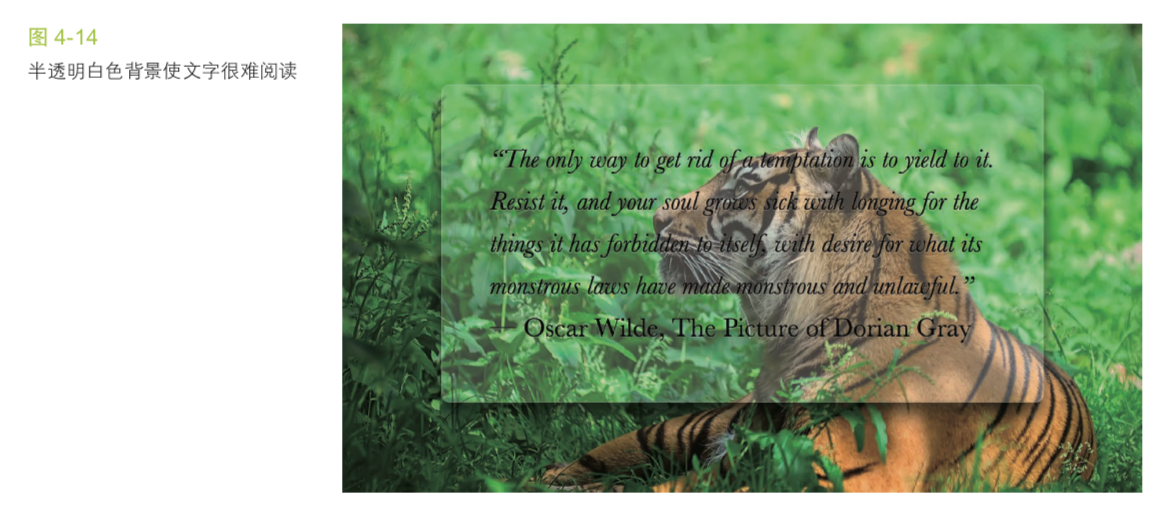 图 4-14
半透明白色背景使文字很难阅读
“The only way to get rid of a temptation is to yield to it.
Resist it, and your soul grows sick with longing for the
things it has forbidden to itself, with desire for what its
monstrous laws have made monstrous and unlawful.”
— Oscar Wilde, The Picture of Dorian Gray